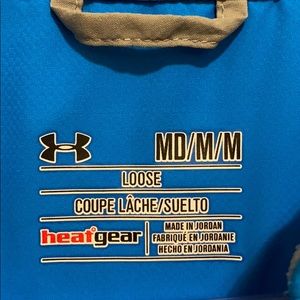 MD/M/M
LOOSE
COUPE LÂCHE/SUELTO
heatgear
MADE IN JORDAN
FABRIQUÉ EN JORDANIE
HECHO EN JORDANIA